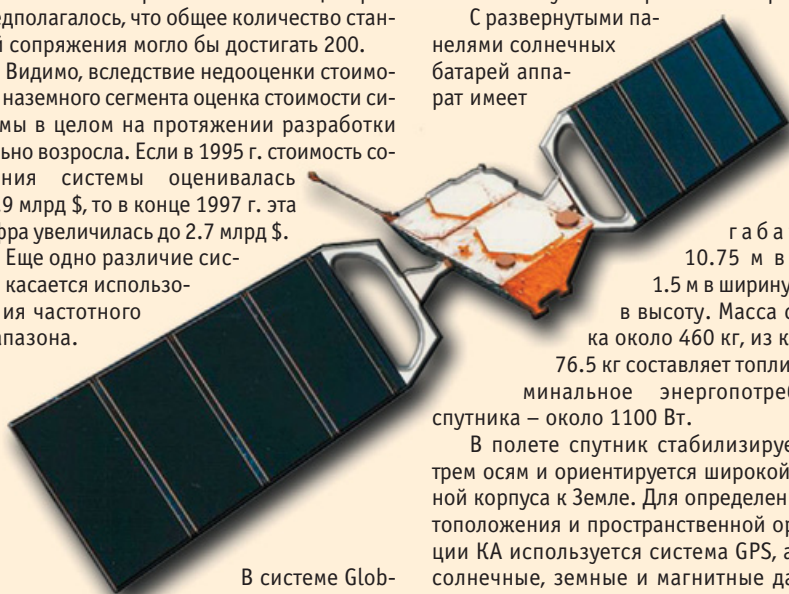 едполагалось, что общее количество стан-
й сопряжения могло бы достигать 200.
Видимо, вследствие недооценки стоимо-
наземного сегмента оценка стоимости си-
мы в целом на протяжении разработки
ьно возросла. Если в 1995 г. стоимость со-
ния системы оценивалась
.9 млрд $, то в конце 1997 г. эта
фра увеличилась до 2.7 млрд $.
Еще одно различие сис-
касается использо-
ия частотного
апазона.
В системе Glob-
С развернутыми па-
нелями солнечных
батарей аппа-
рат имеет
габа
10.75 м в
1.5 м в ширину
в высоту. Масса с
ка около 460 кг, из к
76.5 кг составляет топли
минальное энергопотреб
спутника – около 1100 Вт.
В полете спутник стабилизируе
трем осям и ориентируется широкой
ной корпуса к Земле. Для определен
тоположения и пространственной ор
ции КА используется система GPS, а
солнечные, земные и магнитные да